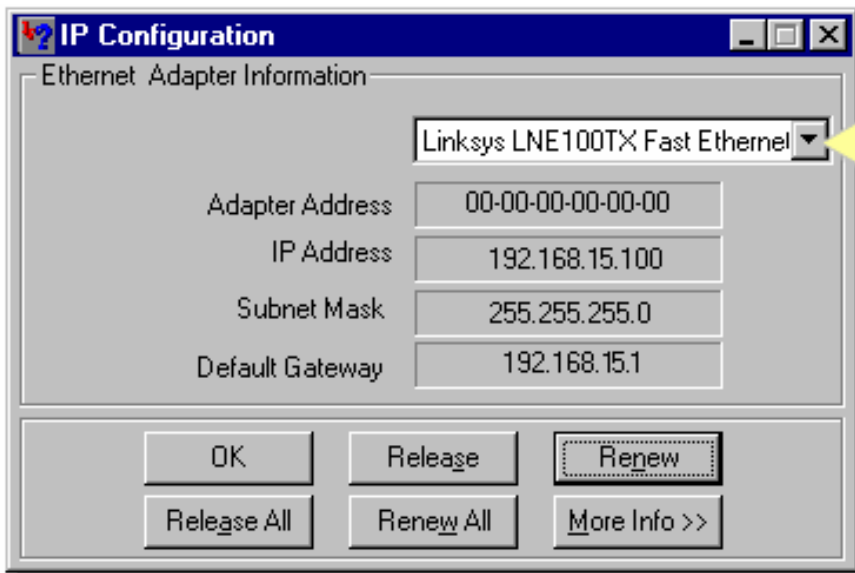 IP Configuration
Ethernet Adapter Information
Linksys LNE100TX Fast Ethernet
Adapter Address 00-00-00-00-00-00
IP Address 192.168.15.100
Subnet Mask 255.255.255.0
Default Gateway 192.168.15.1
OK Release Renew
Release All Renew All More Info >>